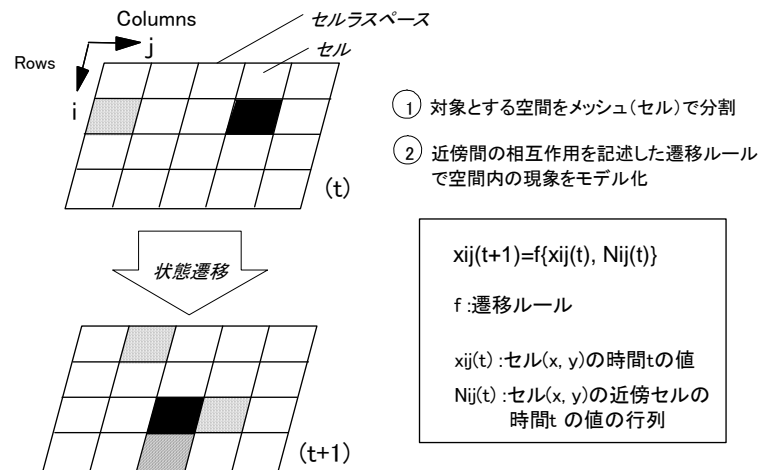 Columns
j
Rows
i
セルラスペース
セル
(t)
状態遷移
(t+1)
1 対象とする空間をメッシュ(セル)で分割
2 近傍間の相互作用を記述した遷移ルール
で空間内の現象をモデル化
xij(t+1)=f{xij(t), Nij(t)}
f :遷移ルール
xij(t) :セル(x, y)の時間tの値
Nij(t) :セル(x, y)の近傍セルの
時間t の値の行列